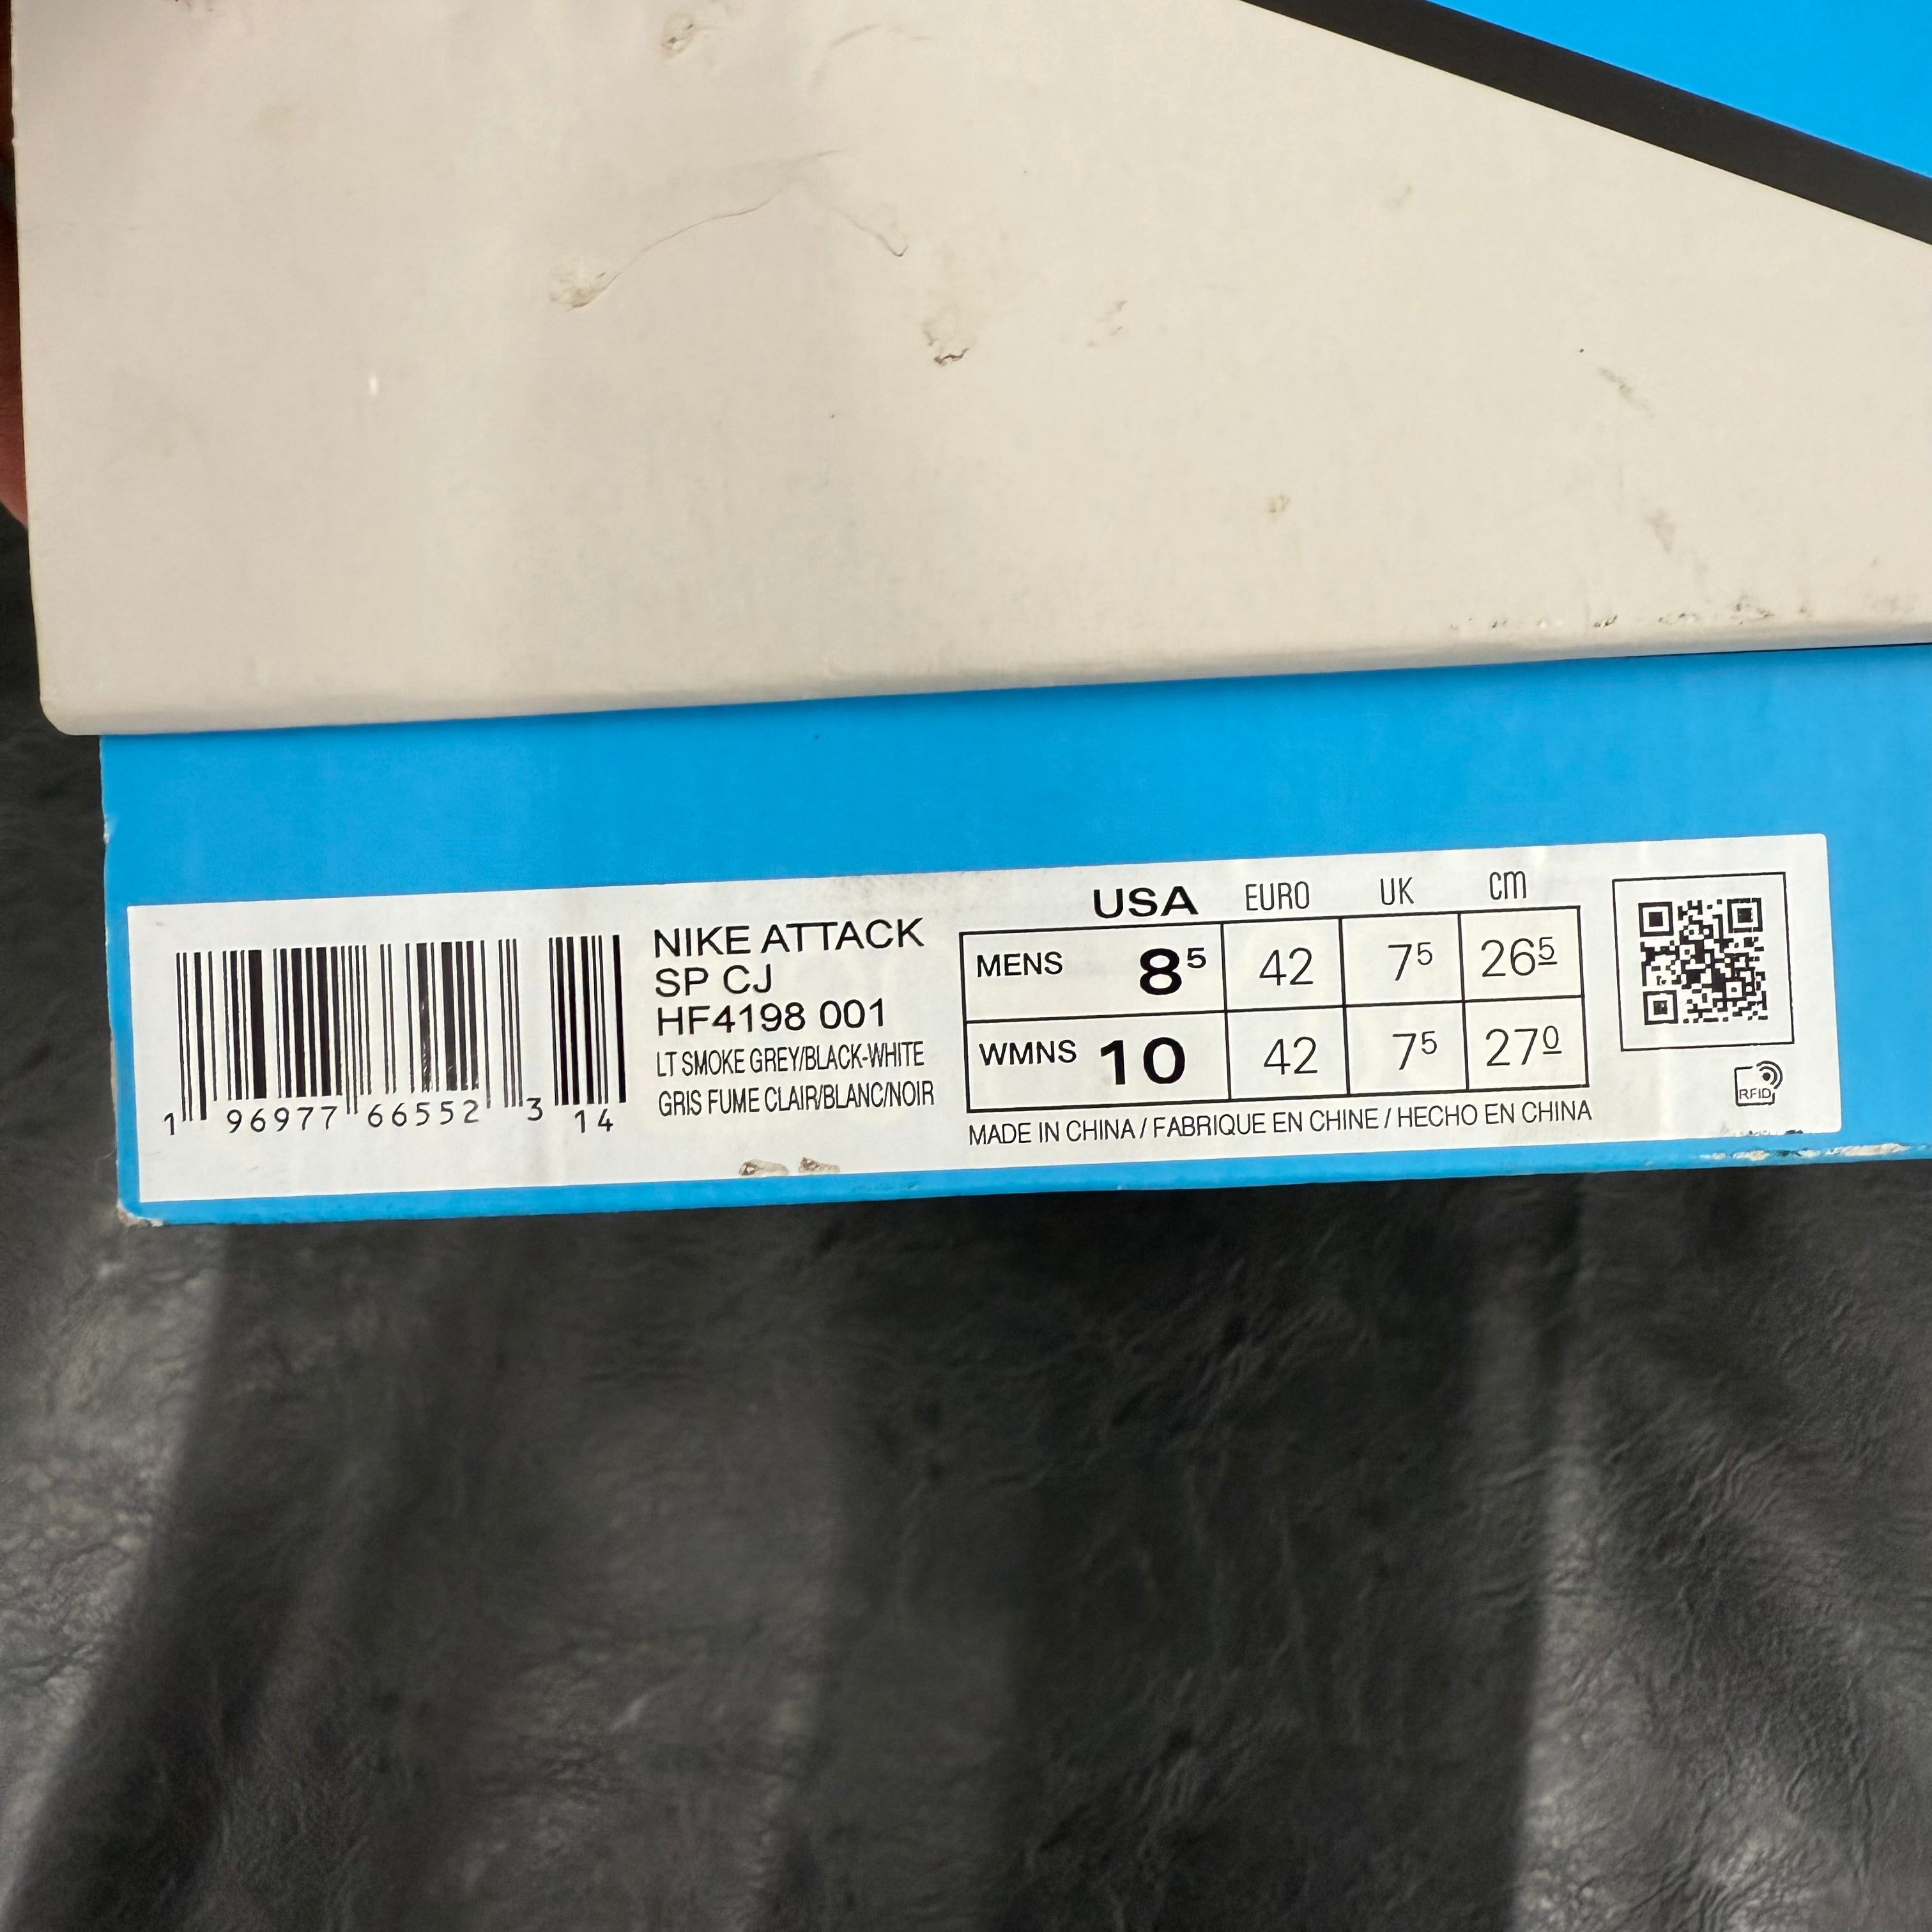 1 96977 66552 3 14
NIKE ATTACK
SP CJ
HF4198 001
LT SMOKE GREY/BLACK-WHITE
GRIS FUME CLAIR/BLANC/NOIR
USA EURO UK cm
MENS 8⁵ 42 7⁵ 26⁵
WMNS 10 42 7⁵ 27⁰
MADE IN CHINA / FABRIQUE EN CHINE / HECHO EN CHINA
RFID